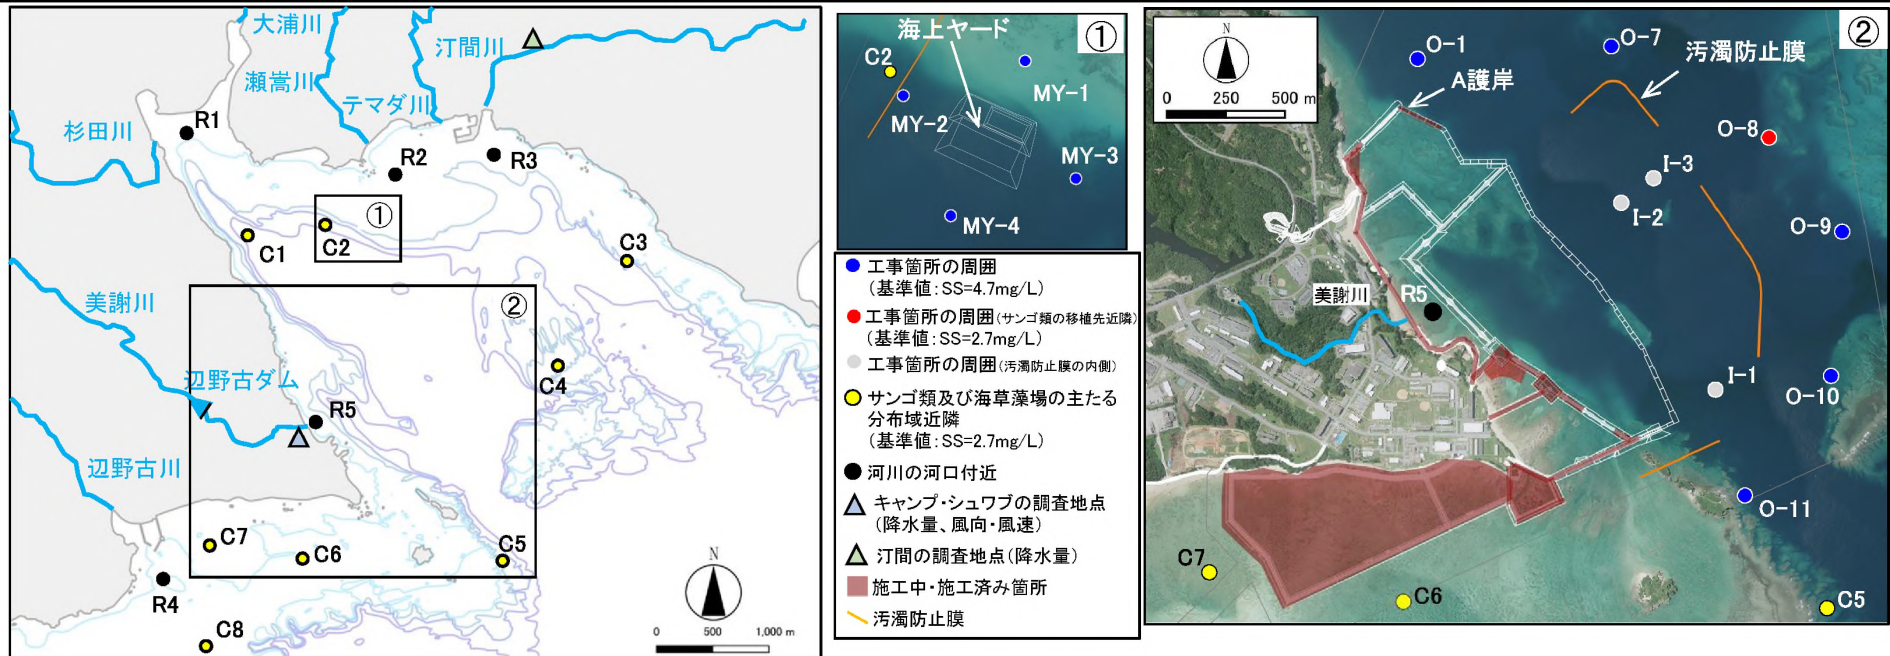 大浦川
瀬嵩川
テマダ川
汀間川
杉田川
R1
R2
R3
①
C1
C2
C3
美謝川
②
C4
辺野古ダム
R5
辺野古川
C7
C6
C5
R4
C8
N
0 500 1,000 m
①
海上ヤード
C2
MY-1
MY-2
MY-3
MY-4
工事箇所の周囲
(基準値:SS=4.7mg/L)
工事箇所の周囲(サンゴ類の移植先近隣)
(基準値:SS=2.7mg/L)
工事箇所の周囲(汚濁防止膜の内側)
サンゴ類及び海草藻場の主たる
分布域近隣
(基準値:SS=2.7mg/L)
河川の河口付近
キャンプ・シュワブの調査地点
(降水量、風向・風速)
汀間の調査地点(降水量)
施工中・施工済み箇所
汚濁防止膜
②
N
0 250 500 m
O-1
O-7
汚濁防止膜
A護岸
O-8
I-3
I-2
O-9
美謝川
R5
I-1
O-10
O-11
C7
C6
C5